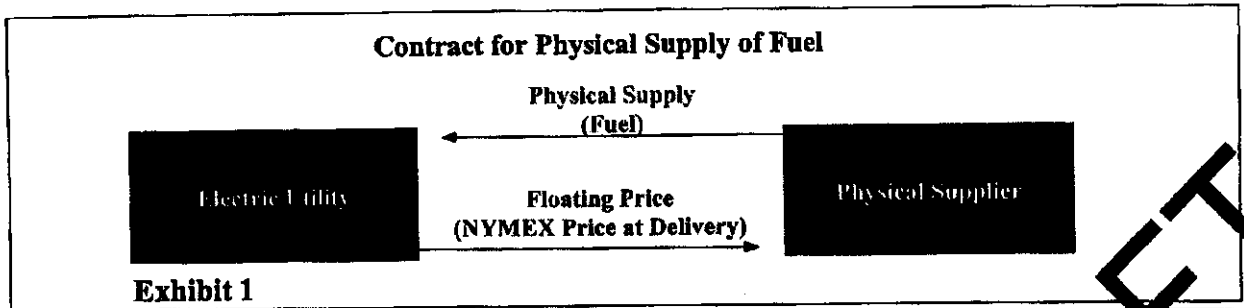 Contract for Physical Supply of Fuel
Physical Supply
(Fuel)
Electric Utility
Physical Supplier
Floating Price
(NYMEX Price at Delivery)
Exhibit 1